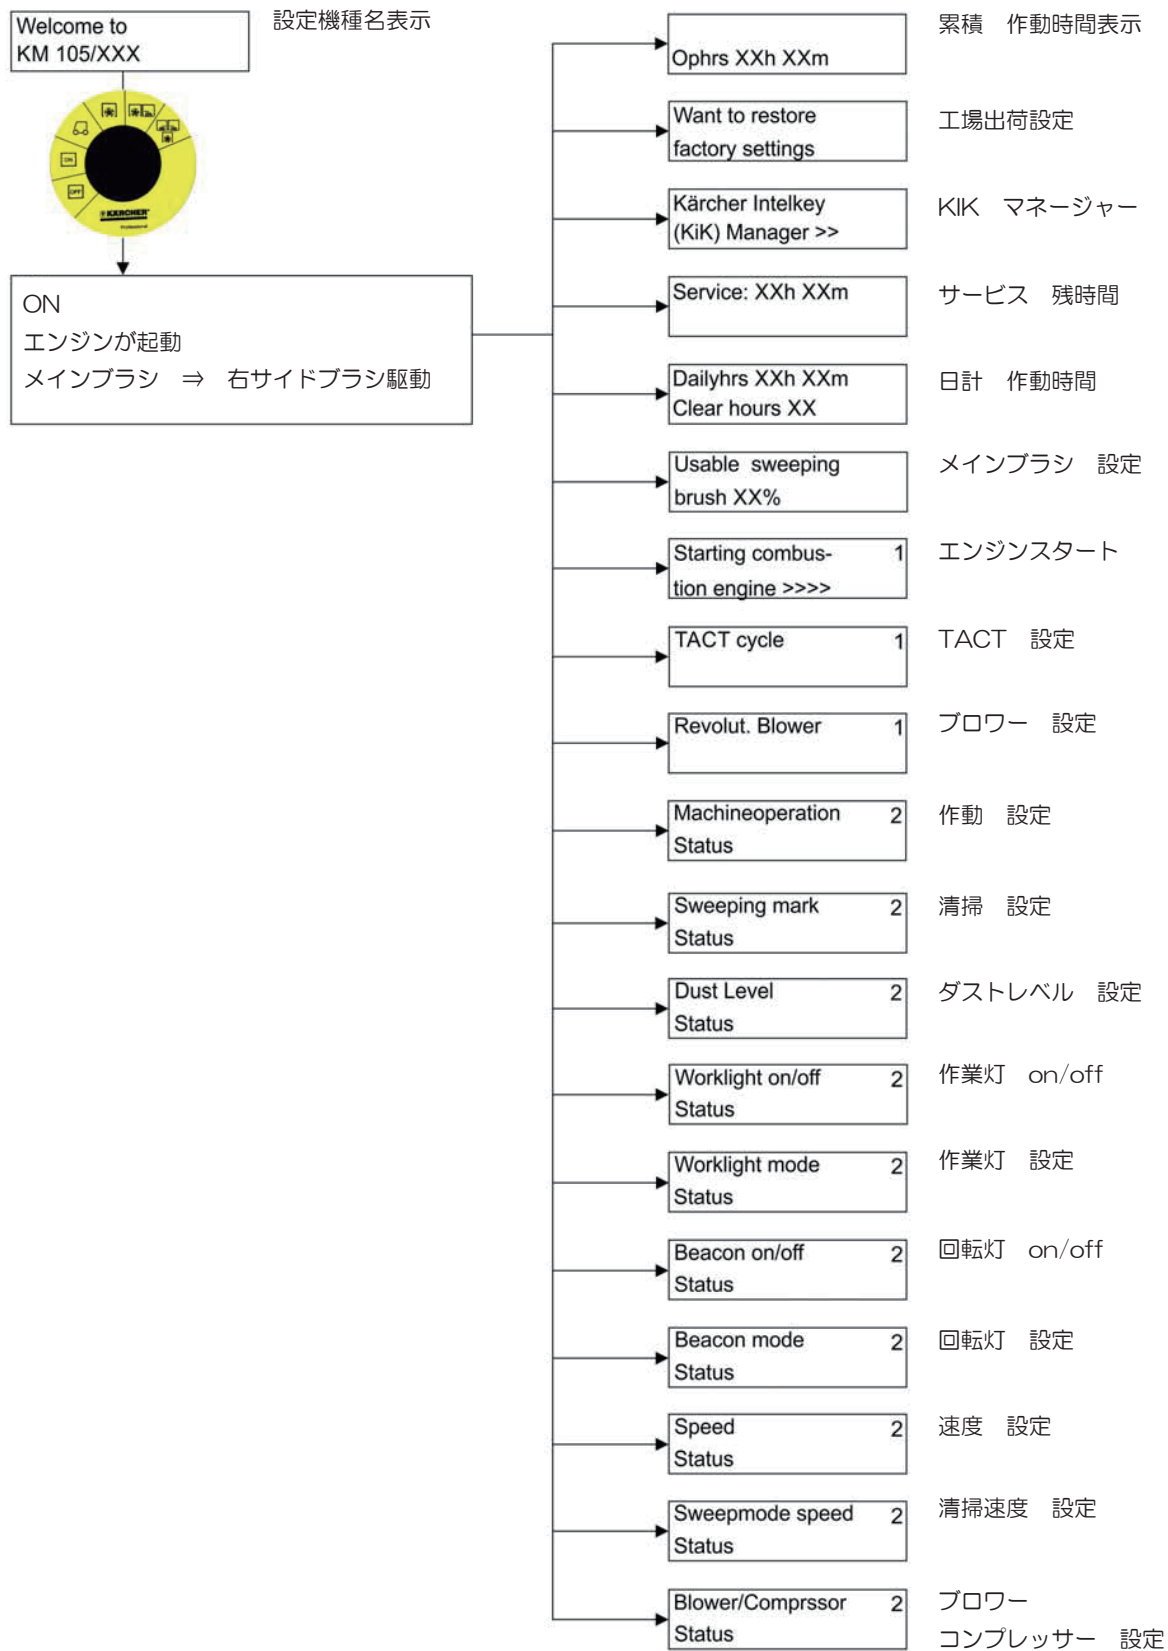 Welcome to
KM 105/XXX
設定機種名表示
ON
OFF
KÄRCHER
Professional
ON
エンジンが起動
メインブラシ ⇒ 右サイドブラシ駆動
Ophrs XXh XXm
累積 作動時間表示
Want to restore
factory settings
工場出荷設定
Kärcher Intelkey
(KiK) Manager >>
KIK マネージャー
Service: XXh XXm
サービス 残時間
Dailyhrs XXh XXm
Clear hours XX
日計 作動時間
Usable sweeping
brush XX%
メインブラシ 設定
Starting combus- 1
tion engine >>>>
エンジンスタート
TACT cycle 1
TACT 設定
Revolut. Blower 1
ブロワー 設定
Machineoperation 2
Status
作動 設定
Sweeping mark 2
Status
清掃 設定
Dust Level 2
Status
ダストレベル 設定
Worklight on/off 2
Status
作業灯 on/off
Worklight mode 2
Status
作業灯 設定
Beacon on/off 2
Status
回転灯 on/off
Beacon mode 2
Status
回転灯 設定
Speed 2
Status
速度 設定
Sweepmode speed 2
Status
清掃速度 設定
Blower/Comprssor 2
Status
ブロワー
コンプレッサー 設定